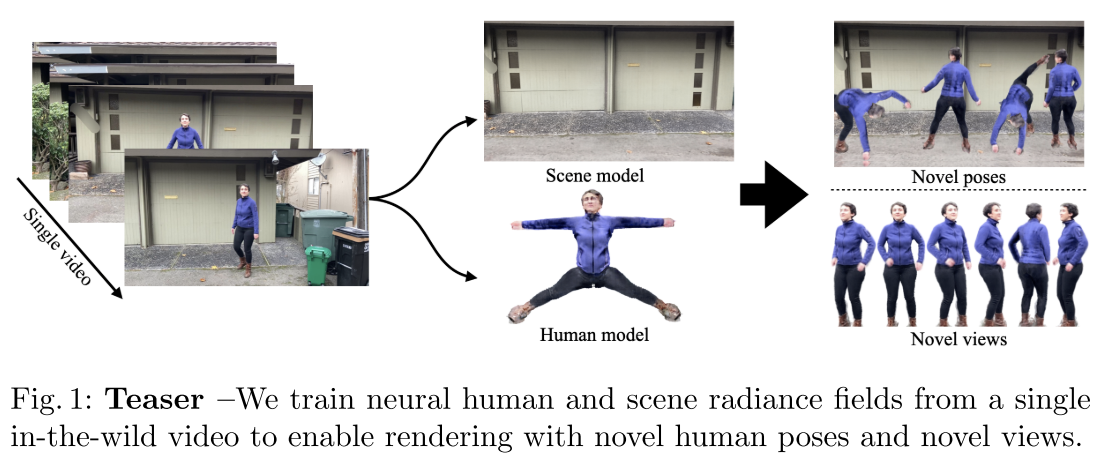 Single video
Scene model
Human model
Novel poses
Novel views
Fig. 1: Teaser –We train neural human and scene radiance fields from a single
in-the-wild video to enable rendering with novel human poses and novel views.